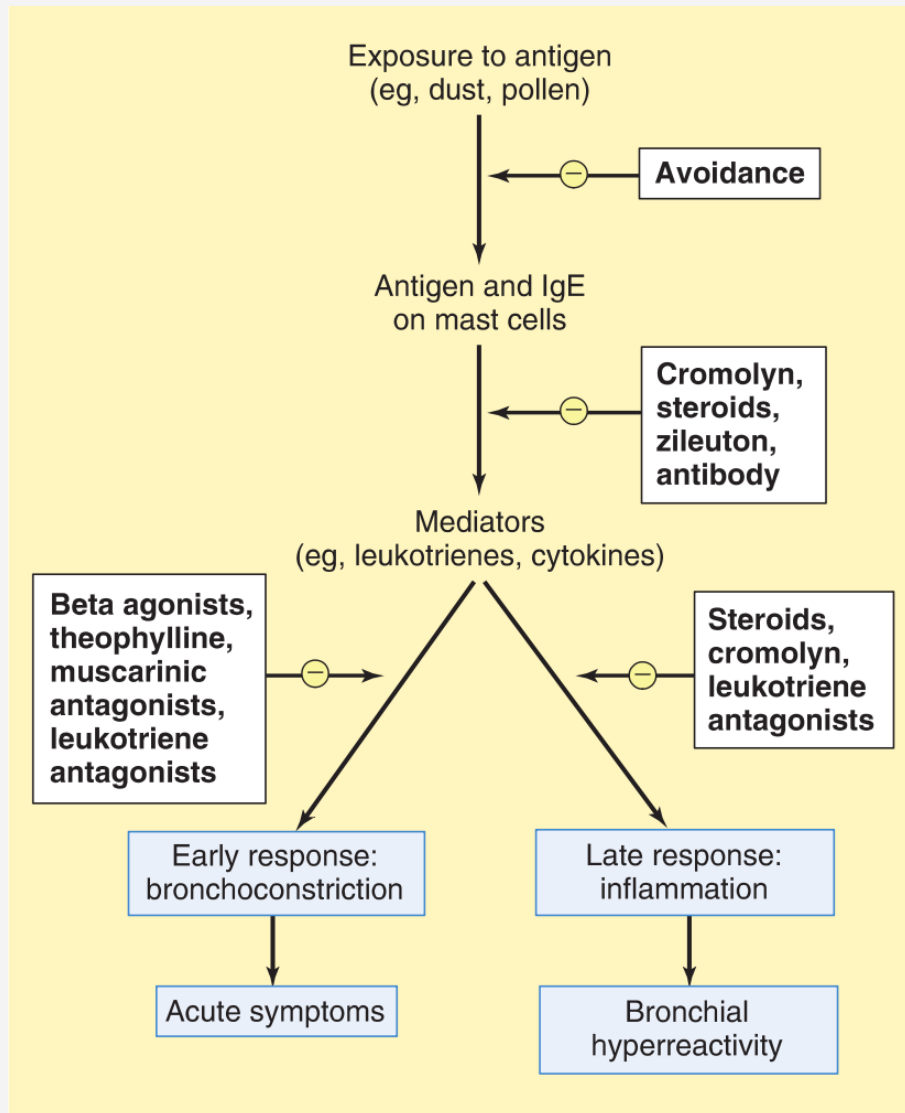 Exposure to antigen
(eg, dust, pollen)
−
Avoidance
Antigen and IgE
on mast cells
−
Cromolyn,
steroids,
zileuton,
antibody
Mediators
(eg, leukotrienes, cytokines)
Beta agonists,
theophylline,
muscarinic
antagonists,
leukotriene
antagonists
−
−
Steroids,
cromolyn,
leukotriene
antagonists
Early response:
bronchoconstriction
Late response:
inflammation
Acute symptoms
Bronchial
hyperreactivity